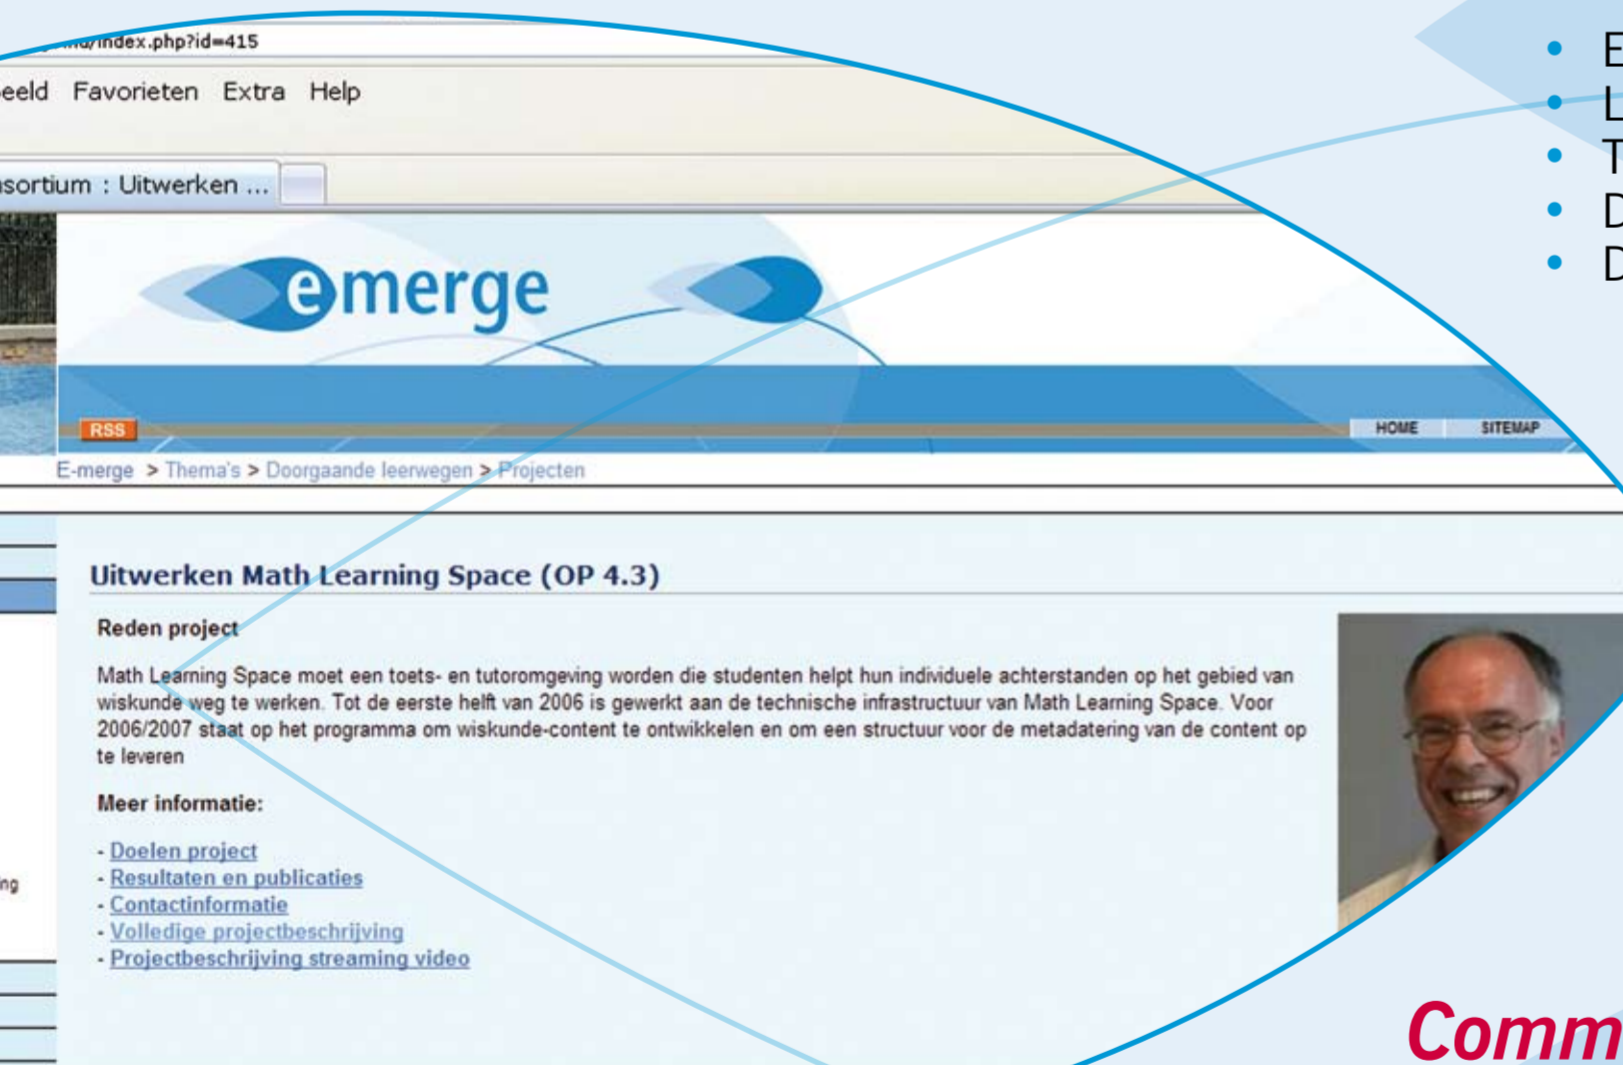 /index.php?id=415
Favorieten Extra Help
: Uitwerken ...
emerge
RSS
HOME SITEMAP
E-merge > Thema's > Doorgaande leerwegen > Projecten
Uitwerken Math Learning Space (OP 4.3)
Reden project
Math Learning Space moet een toets- en tutoromgeving worden die studenten helpt hun individuele achterstanden op het gebied van
wiskunde weg te werken. Tot de eerste helft van 2006 is gewerkt aan de technische infrastructuur van Math Learning Space. Voor
2006/2007 staat op het programma om wiskunde-content te ontwikkelen en om een structuur voor de metadatering van de content op
te leveren
Meer informatie:
- Doelen project
- Resultaten en publicaties
- Contactinformatie
- Volledige projectbeschrijving
- Projectbeschrijving streaming video
• E
• L
• T
• D
• D
Comm